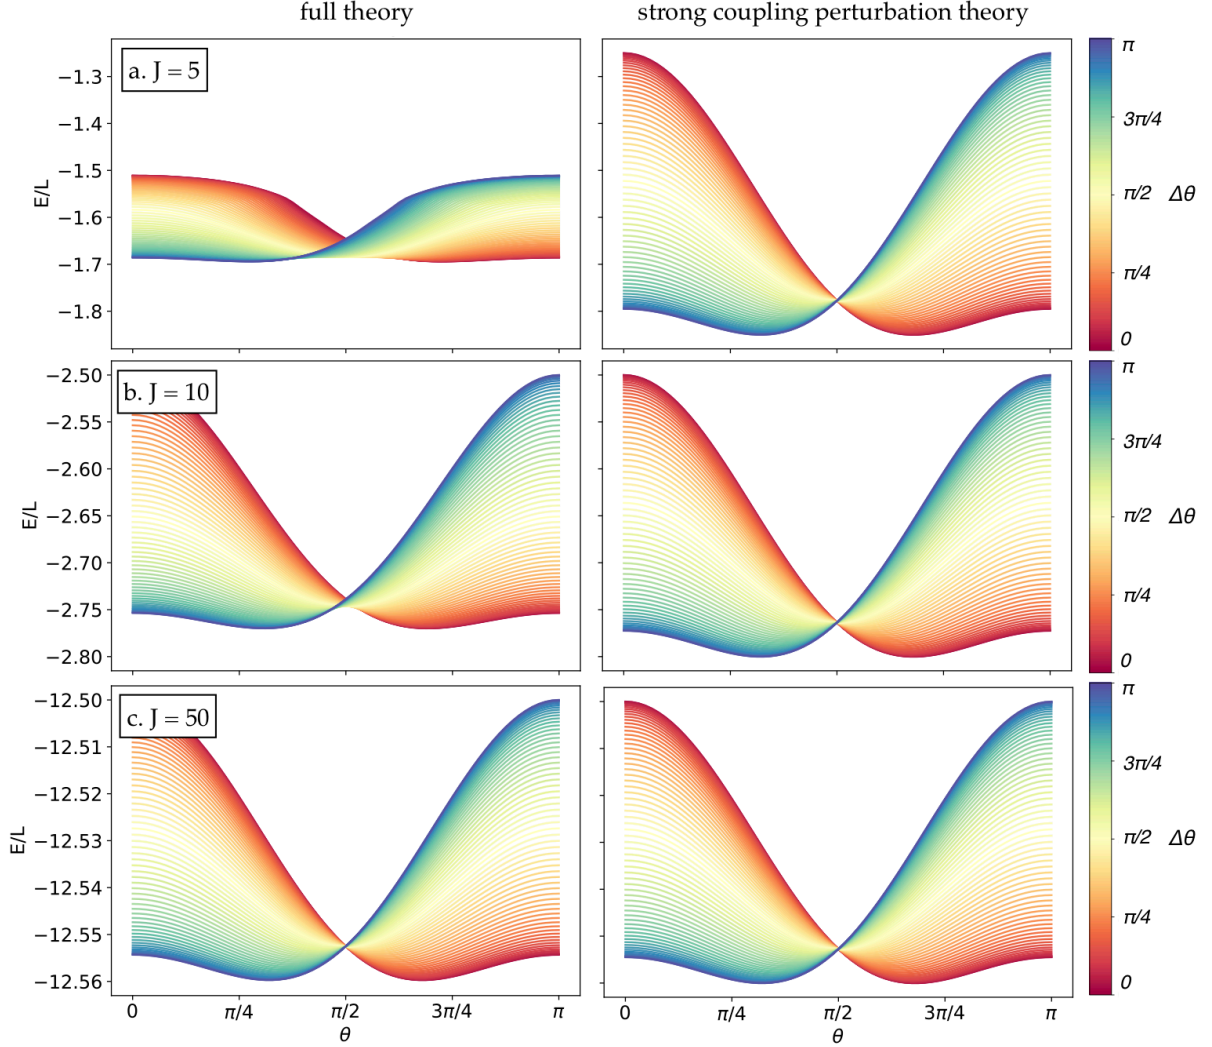 full theory
strong coupling perturbation theory
a. J = 5
−1.3
−1.4
−1.5
−1.6
−1.7
−1.8
E/L
π
3π/4
π/2
π/4
0
Δθ
b. J = 10
−2.50
−2.55
−2.60
−2.65
−2.70
−2.75
−2.80
E/L
π
3π/4
π/2
π/4
0
Δθ
c. J = 50
−12.50
−12.51
−12.52
−12.53
−12.54
−12.55
−12.56
E/L
0 π/4 π/2 3π/4 π
θ
0 π/4 π/2 3π/4 π
θ
π
3π/4
π/2
π/4
0
Δθ